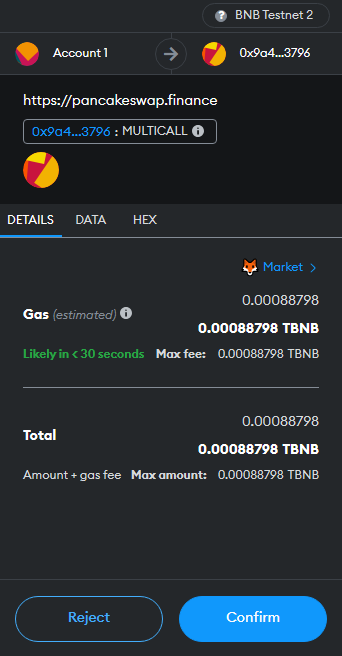 BNB Testnet 2
Account 1
0x9a4...3796
https://pancakeswap.finance
0x9a4...3796 : MULTICALL
DETAILS DATA HEX
Market >
0.00088798
Gas (estimated)
0.00088798 TBNB
Likely in < 30 seconds Max fee: 0.00088798 TBNB
0.00088798
Total
0.00088798 TBNB
Amount + gas fee Max amount: 0.00088798 TBNB
Reject Confirm